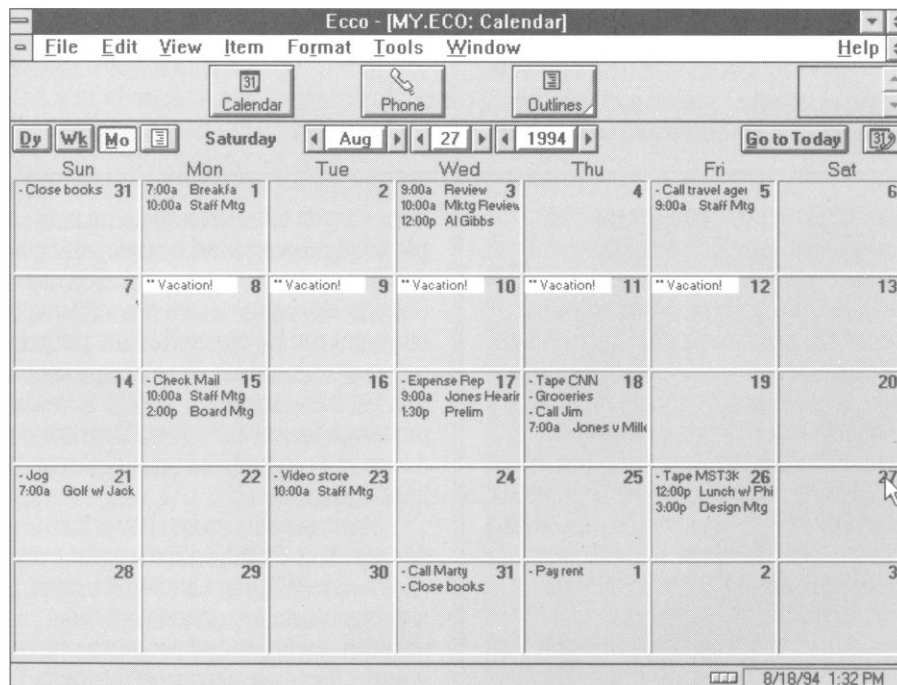 Ecco - [MY.ECO: Calendar]
File Edit View Item Format Tools Window Help
31
Calendar Phone Outlines
Dy Wk Mo Saturday Aug 27 1994 Go to Today 31
Sun Mon Tue Wed Thu Fri Sat
- Close books 31
7:00a Breakfa 1
10:00a Staff Mtg
2
9:00a Review 3
10:00a Mktg Review
12:00p Al Gibbs
4
- Call travel ager 5
9:00a Staff Mtg
6
7
** Vacation! 8
** Vacation! 9
** Vacation! 10
** Vacation! 11
** Vacation! 12
13
14
- Check Mail 15
10:00a Staff Mtg
2:00p Board Mtg
16
- Expense Rep 17
9:00a Jones Hearin
1:30p Prelim
- Tape CNN 18
- Groceries
- Call Jim
7:00a Jones v Mille
19
20
- Jog 21
7:00a Golf w/ Jack
22
- Video store 23
10:00a Staff Mtg
24
25
- Tape MST3k 26
12:00p Lunch w/ Phi
3:00p Design Mtg
27
28
29
30
- Call Marty 31
- Close books
- Pay rent 1
2
3
8/18/94 1:32 PM